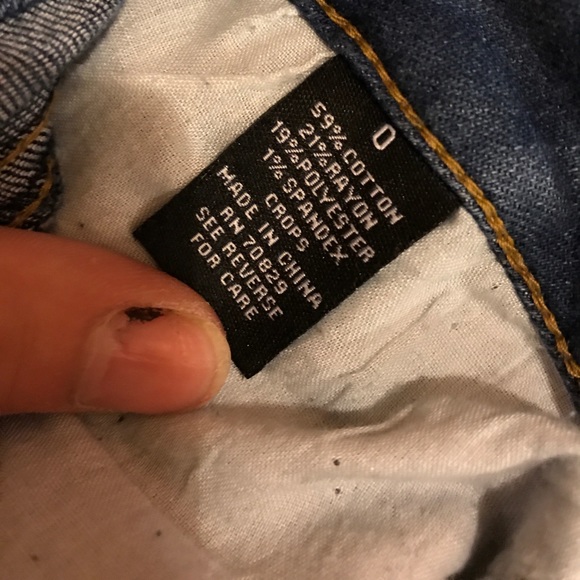 0
59%COTTON
21%RAYON
19%POLYESTER
1%SPANDEX
CROPS
MADE IN CHINA
RN 70829
SEE REVERSE
FOR CARE